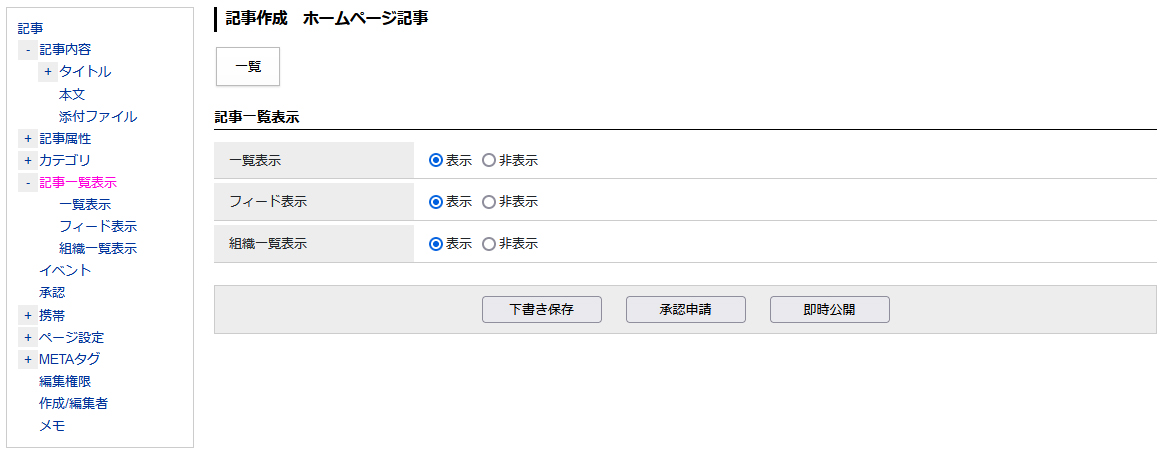 記事
- 記事内容
+ タイトル
本文
添付ファイル
+ 記事属性
+ カテゴリ
- 記事一覧表示
一覧表示
フィード表示
組織一覧表示
イベント
承認
+ 携帯
+ ページ設定
+ METAタグ
編集権限
作成/編集者
メモ
記事作成　ホームページ記事
一覧
記事一覧表示
一覧表示 表示 非表示
フィード表示 表示 非表示
組織一覧表示 表示 非表示
下書き保存 承認申請 即時公開